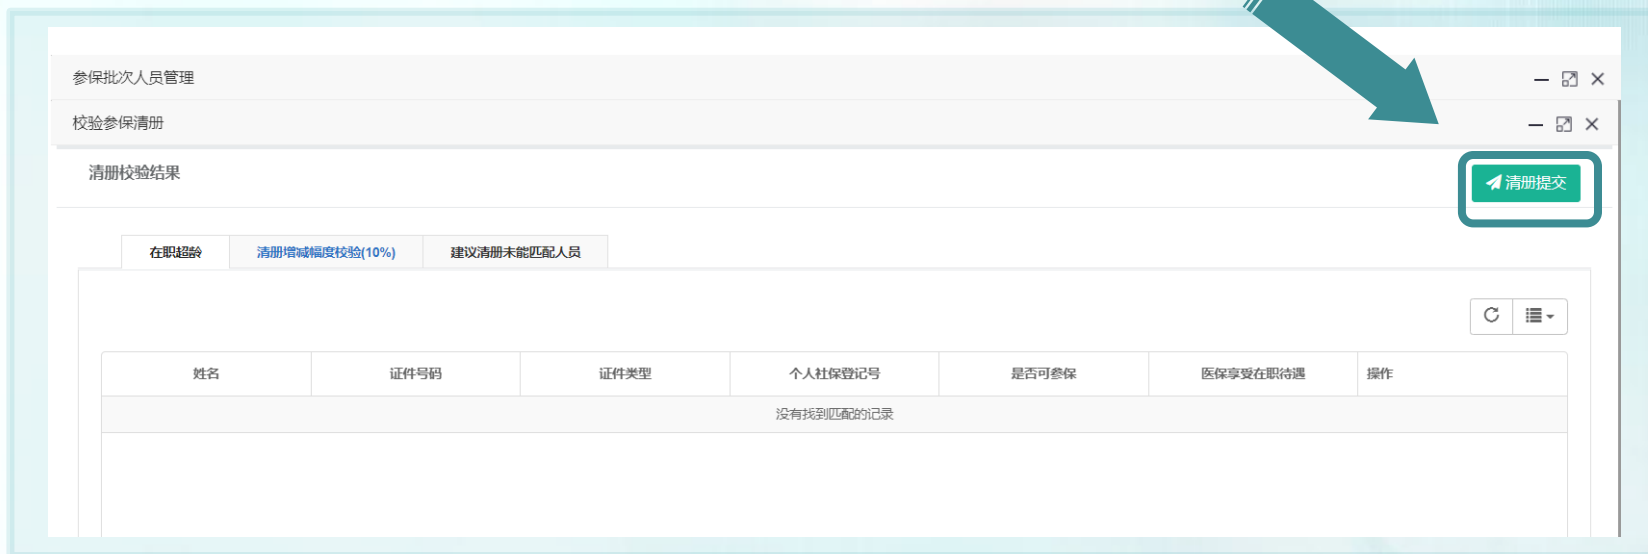 参保批次人员管理
校验参保清册
清册校验结果
清册提交
在职超龄 清册增减幅度校验(10%) 建议清册未能匹配人员
姓名 证件号码 证件类型 个人社保登记号 是否可参保 医保享受在职待遇 操作
没有找到匹配的记录